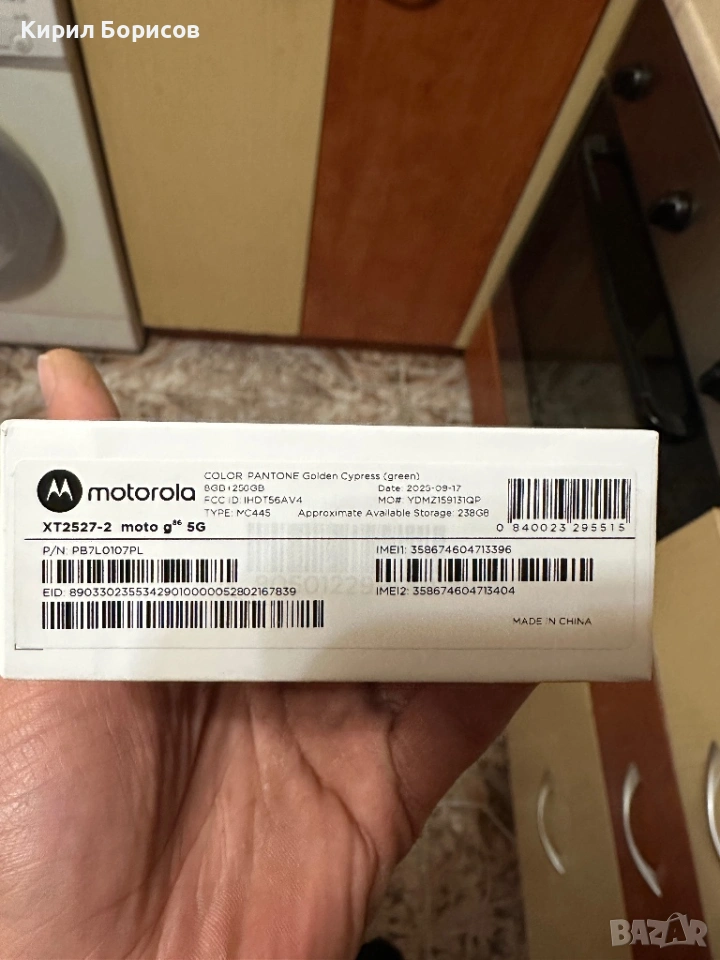 Кирил Борисов
motorola
COLOR PANTONE Golden Cypress (green)
8GB+256GB
Date: 2025-09-17
FCC ID: IHDT56AV4
MO#: YDMZ159131QP
TYPE: MC445
Approximate Available Storage: 238GB
0 840023 295515
XT2527-2 moto g86 5G
P/N: PB7L0107PL
IMEI1: 358674604713396
EID: 89033023553429010000052802167839
IMEI2: 358674604713404
MADE IN CHINA
BAZAR